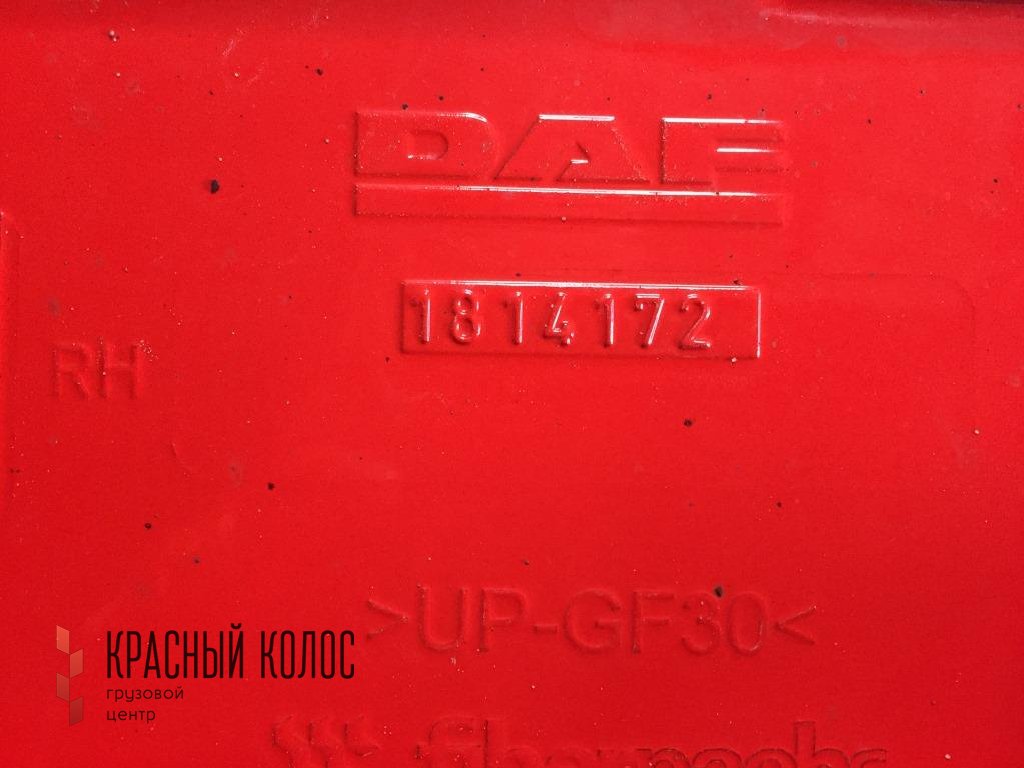 DAF
1814172
RH
>UP-GF30<
КРАСНЫЙ КОЛОС
грузовой
центр